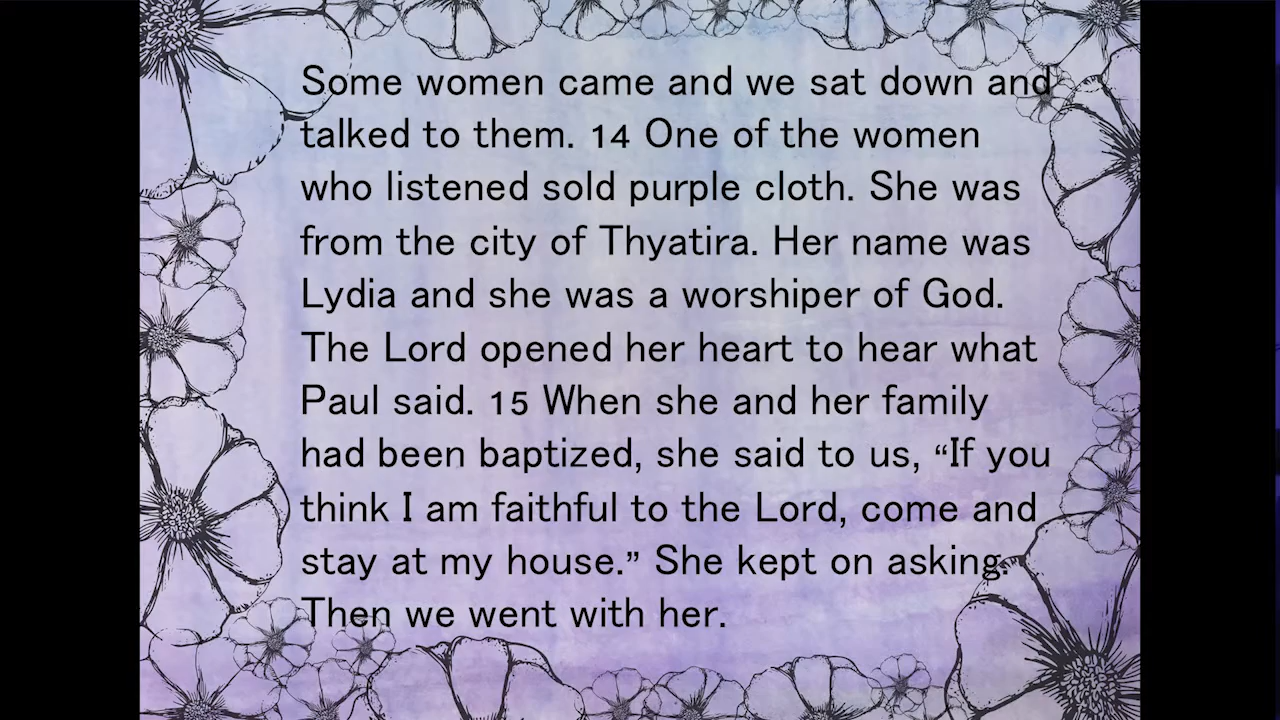 Some women came and we sat down and
talked to them. 14 One of the women
who listened sold purple cloth. She was
from the city of Thyatira. Her name was
Lydia and she was a worshiper of God.
The Lord opened her heart to hear what
Paul said. 15 When she and her family
had been baptized, she said to us, “If you
think I am faithful to the Lord, come and
stay at my house.” She kept on asking.
Then we went with her.